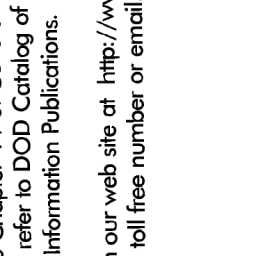 refer to DOD Catalog of
Information Publications.
our web site at http://w
toll free number or email